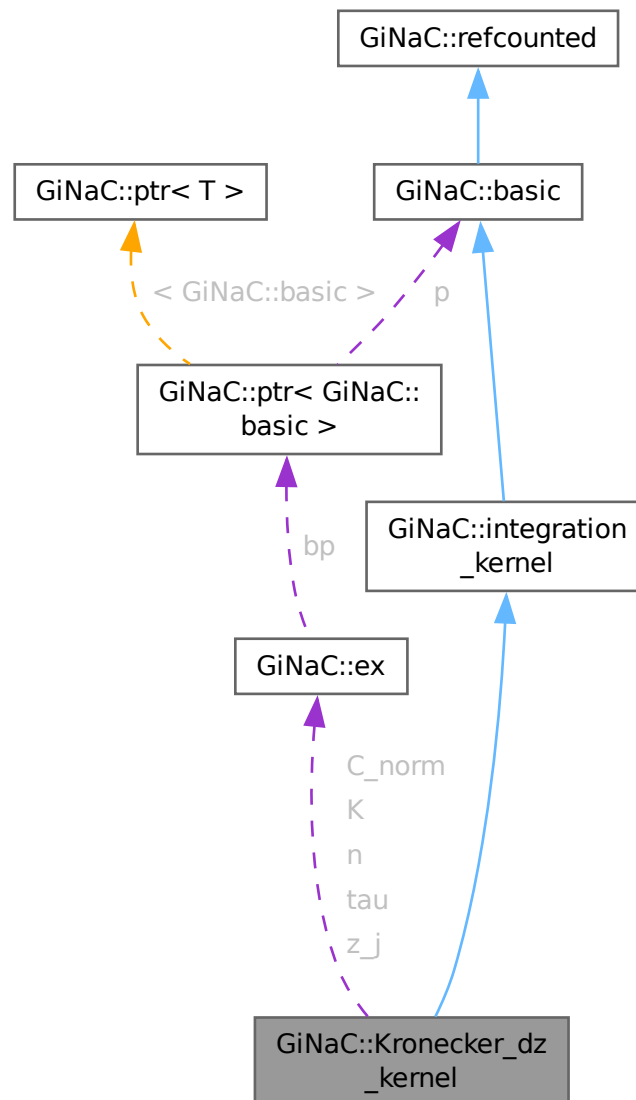 GiNaC::refcounted
GiNaC::ptr< T >
GiNaC::basic
< GiNaC::basic >
p
GiNaC::ptr< GiNaC::
basic >
GiNaC::integration
_kernel
bp
GiNaC::ex
C_norm
K
n
tau
z_j
GiNaC::Kronecker_dz
_kernel